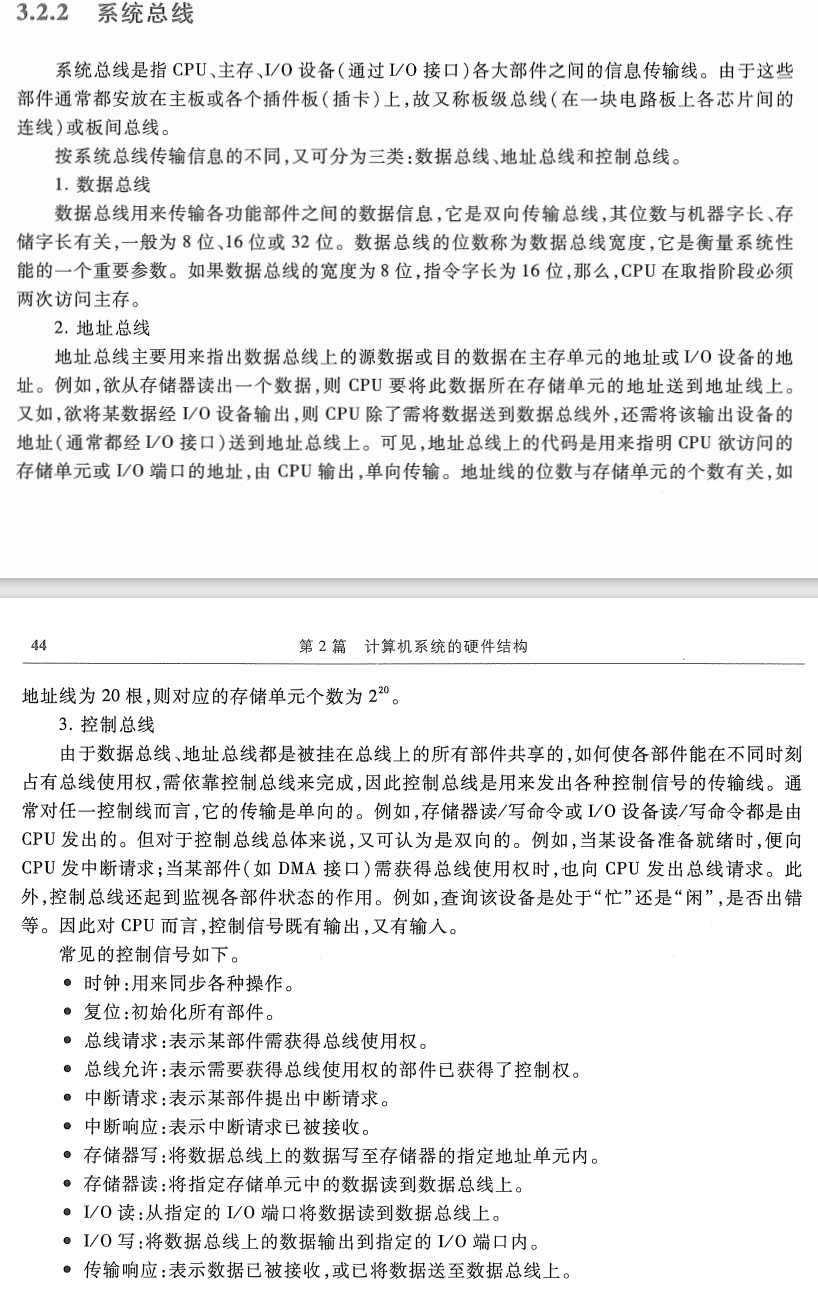 3.2.2 系统总线
系统总线是指 CPU、主存、I/O 设备(通过 I/O 接口)各大部件之间的信息传输线。由于这些
部件通常都安放在主板或各个插件板(插卡)上,故又称板级总线(在一块电路板上各芯片间的
连线)或板间总线。
按系统总线传输信息的不同,又可分为三类:数据总线、地址总线和控制总线。
1. 数据总线
数据总线用来传输各功能部件之间的数据信息,它是双向传输总线,其位数与机器字长、存
储字长有关,一般为 8 位、16 位或 32 位。数据总线的位数称为数据总线宽度,它是衡量系统性
能的一个重要参数。如果数据总线的宽度为 8 位,指令字长为 16 位,那么,CPU 在取指阶段必须
两次访问主存。
2. 地址总线
地址总线主要用来指出数据总线上的源数据或目的数据在主存单元的地址或 I/O 设备的地
址。例如,欲从存储器读出一个数据,则 CPU 要将此数据所在存储单元的地址送到地址线上。
又如,欲将某数据经 I/O 设备输出,则 CPU 除了需将数据送到数据总线外,还需将该输出设备的
地址(通常都经 I/O 接口)送到地址总线上。可见,地址总线上的代码是用来指明 CPU 欲访问的
存储单元或 I/O 端口的地址,由 CPU 输出,单向传输。地址线的位数与存储单元的个数有关,如
44 第 2 篇 计算机系统的硬件结构
地址线为 20 根,则对应的存储单元个数为 2²⁰。
3. 控制总线
由于数据总线、地址总线都是被挂在总线上的所有部件共享的,如何使各部件能在不同时刻
占有总线使用权,需依靠控制总线来完成,因此控制总线是用来发出各种控制信号的传输线。通
常对任一控制线而言,它的传输是单向的。例如,存储器读/写命令或 I/O 设备读/写命令都是由
CPU 发出的。但对于控制总线总体来说,又可认为是双向的。例如,当某设备准备就绪时,便向
CPU 发中断请求;当某部件(如 DMA 接口)需获得总线使用权时,也向 CPU 发出总线请求。此
外,控制总线还起到监视各部件状态的作用。例如,查询该设备是处于“忙”还是“闲”,是否出错
等。因此对 CPU 而言,控制信号既有输出,又有输入。
常见的控制信号如下。
• 时钟:用来同步各种操作。
• 复位:初始化所有部件。
• 总线请求:表示某部件需获得总线使用权。
• 总线允许:表示需要获得总线使用权的部件已获得了控制权。
• 中断请求:表示某部件提出中断请求。
• 中断响应:表示中断请求已被接收。
• 存储器写:将数据总线上的数据写至存储器的指定地址单元内。
• 存储器读:将指定存储单元中的数据读到数据总线上。
• I/O 读:从指定的 I/O 端口将数据读到数据总线上。
• I/O 写:将数据总线上的数据输出到指定的 I/O 端口内。
• 传输响应:表示数据已被接收,或已将数据送至数据总线上。